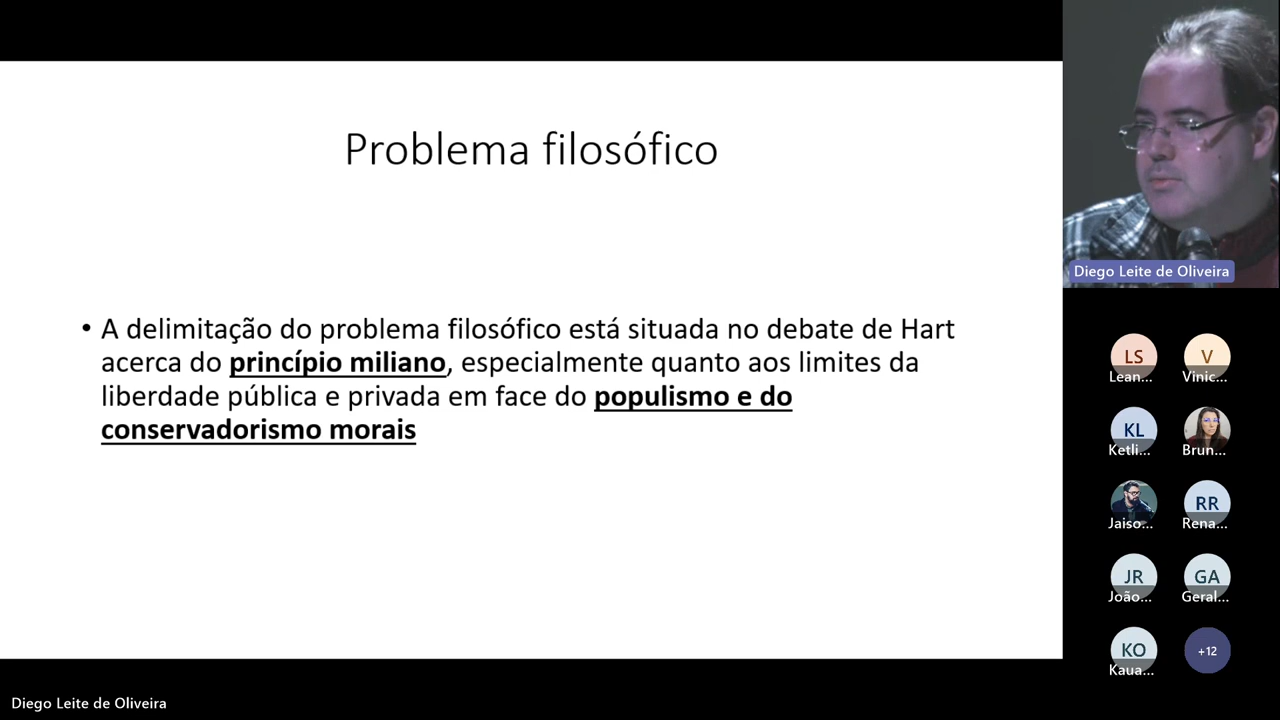 Problema filosófico
• A delimitação do problema filosófico está situada no debate de Hart
acerca do princípio miliano, especialmente quanto aos limites da
liberdade pública e privada em face do populismo e do
conservadorismo morais
Diego Leite de Oliveira
LS
Lean...
V
Vinic...
KL
Ketli...
Brun...
Jaiso...
RR
Rena...
JR
João...
GA
Geral...
KO
Kaua...
+12
Diego Leite de Oliveira